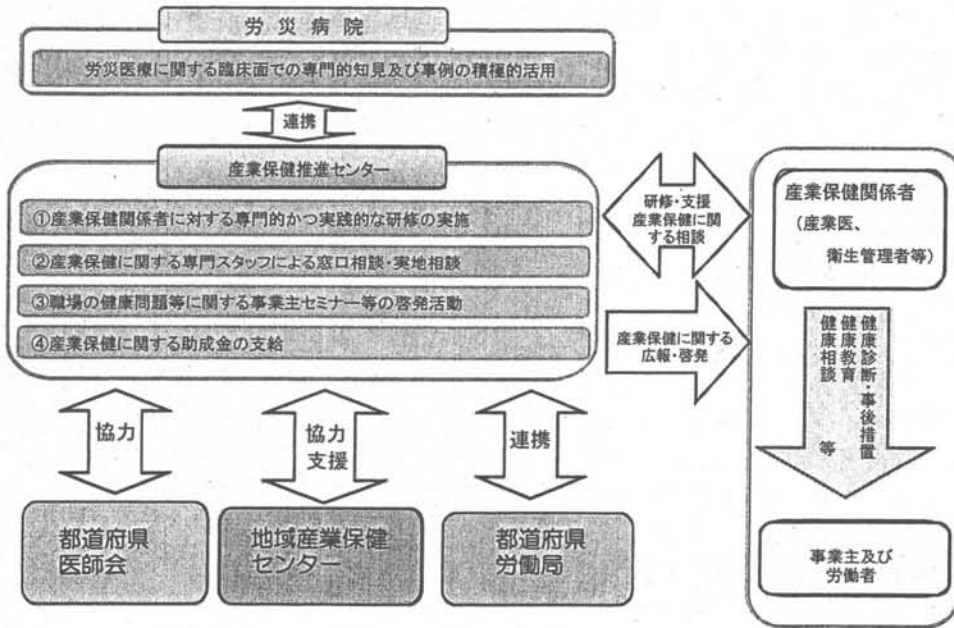 労災病院
労災医療に関する臨床面での専門的知見及び事例の積極的活用
連携
産業保健推進センター
①産業保健関係者に対する専門的かつ実践的な研修の実施
②産業保健に関する専門スタッフによる窓口相談・実地相談
③職場の健康問題等に関する事業主セミナー等の啓発活動
④産業保健に関する助成金の支給
研修・支援
産業保健に関
する相談
産業保健に関する
広報・啓発
産業保健関係者
(産業医、
衛生管理者等)
健康診断・事後措置
健康教育
健康相談 等
事業主及び
労働者
協力
協力
支援
連携
都道府県
医師会
地域産業保健
センター
都道府県
労働局